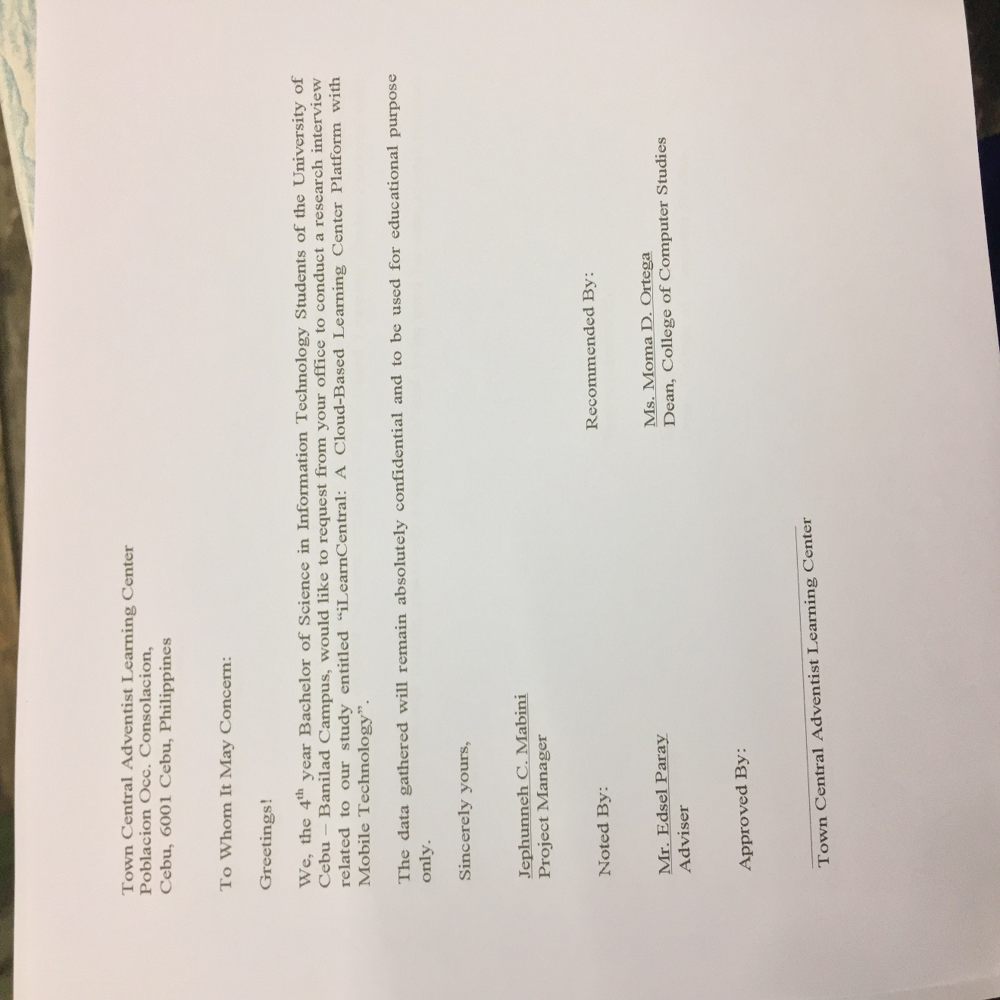 Town Central Adventist Learning Center
Poblacion Occ. Consolacion,
Cebu, 6001 Cebu, Philippines
To Whom It May Concern:
Greetings!
We, the 4th year Bachelor of Science in Information Technology Students of the University of
Cebu – Banilad Campus, would like to request from your office to conduct a research interview
related to our study entitled “iLearnCentral: A Cloud-Based Learning Center Platform with
Mobile Technology”.
The data gathered will remain absolutely confidential and to be used for educational purpose
only.
Sincerely yours,
Jephunneh C. Mabini
Project Manager
Noted By:
Recommended By:
Mr. Edsel Paray
Adviser
Ms. Moma D. Ortega
Dean, College of Computer Studies
Approved By:
Town Central Adventist Learning Center